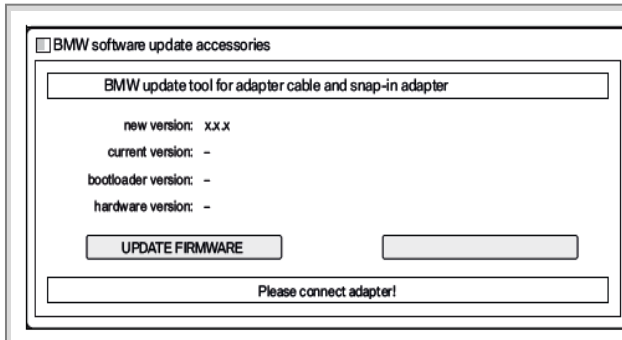 BMW software update accessories
BMW update tool for adapter cable and snap-in adapter
new version: x.x.x
current version: –
bootloader version: –
hardware version: –
UPDATE FIRMWARE
Please connect adapter!